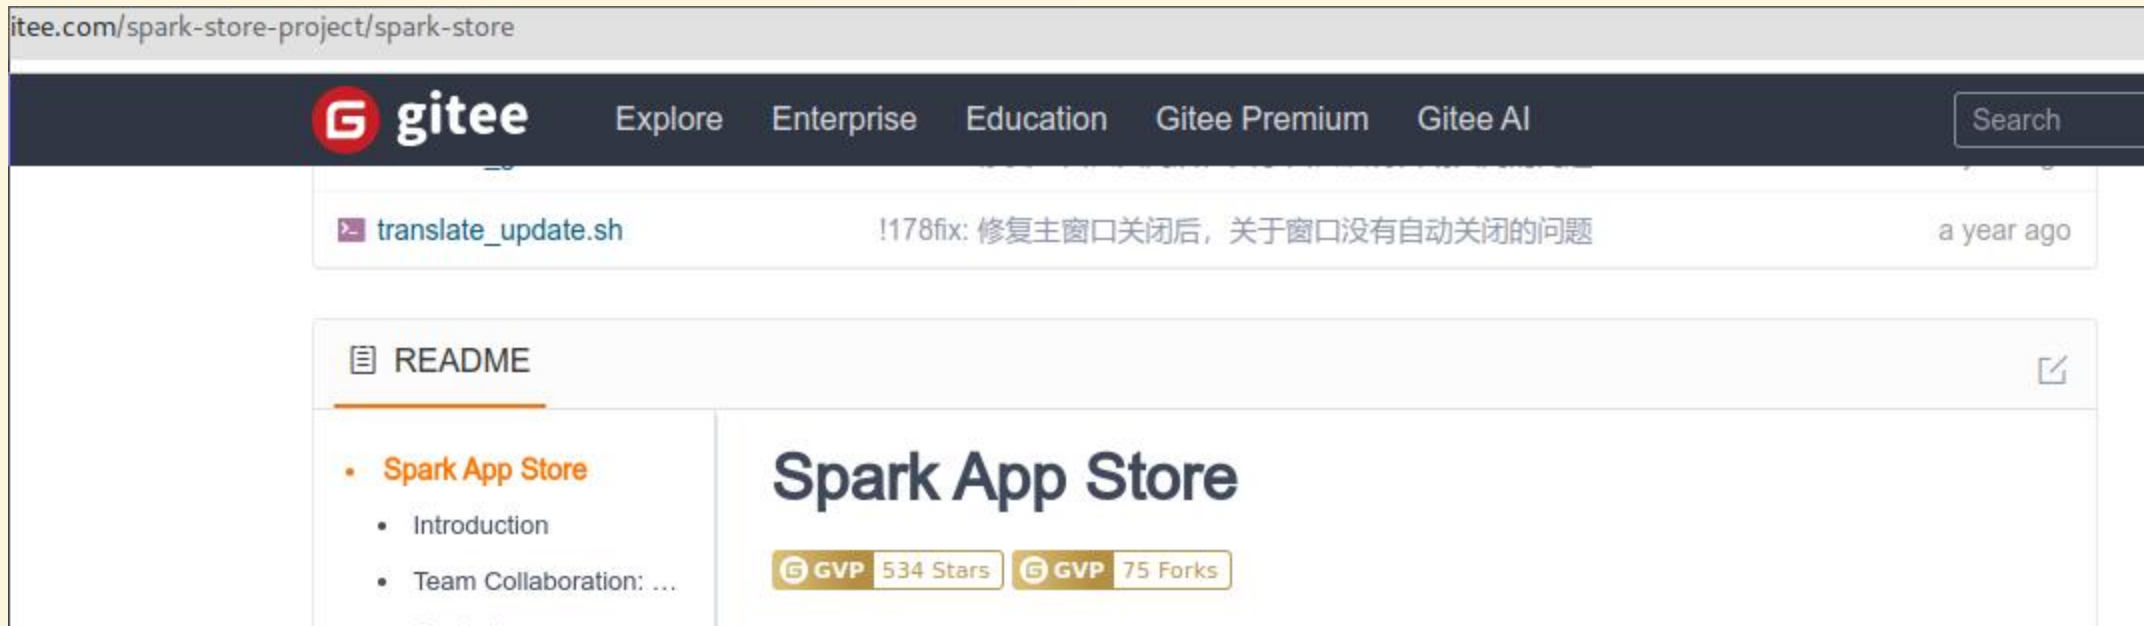 itee.com/spark-store-project/spark-store
gitee Explore Enterprise Education Gitee Premium Gitee AI Search
translate_update.sh !178fix: 修复主窗口关闭后，关于窗口没有自动关闭的问题 a year ago
README
Spark App Store
Introduction
Team Collaboration: ...
Spark App Store
GVP 534 Stars GVP 75 Forks